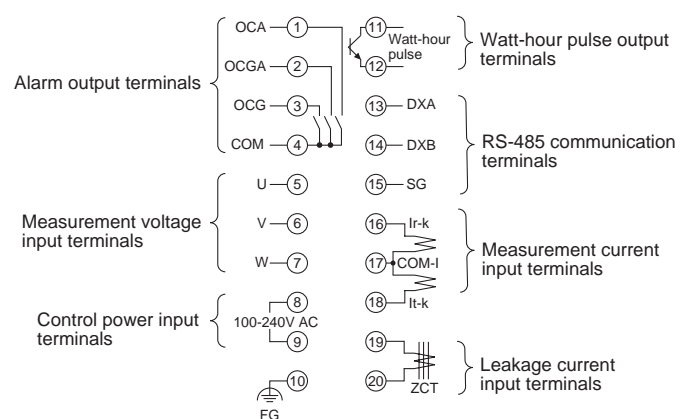 Alarm output terminals
OCA 1
OCGA 2
OCG 3
COM 4
Measurement voltage
input terminals
U 5
V 6
W 7
Control power input
terminals
8
100-240V AC
9
10
FG
11
Watt-hour
pulse
12
Watt-hour pulse output
terminals
13 DXA
14 DXB
15 SG
RS-485 communication
terminals
16 Ir-k
17 COM-I
18 It-k
Measurement current
input terminals
19
20
ZCT
Leakage current
input terminals